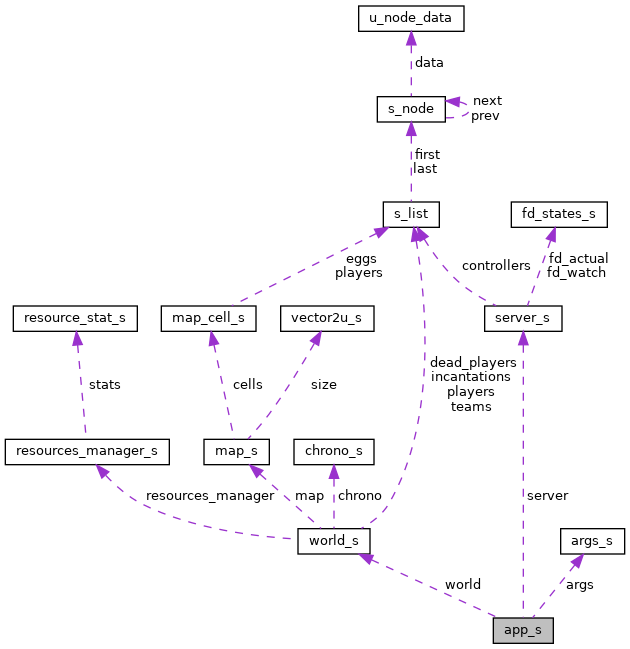 u_node_data
data
s_node
next
prev
first
last
s_list
fd_states_s
eggs
players
controllers
fd_actual
fd_watch
resource_stat_s
map_cell_s
vector2u_s
server_s
stats
cells
size
dead_players
incantations
players
teams
resources_manager_s
map_s
chrono_s
resources_manager
map
chrono
server
world_s
args_s
world
args
app_s